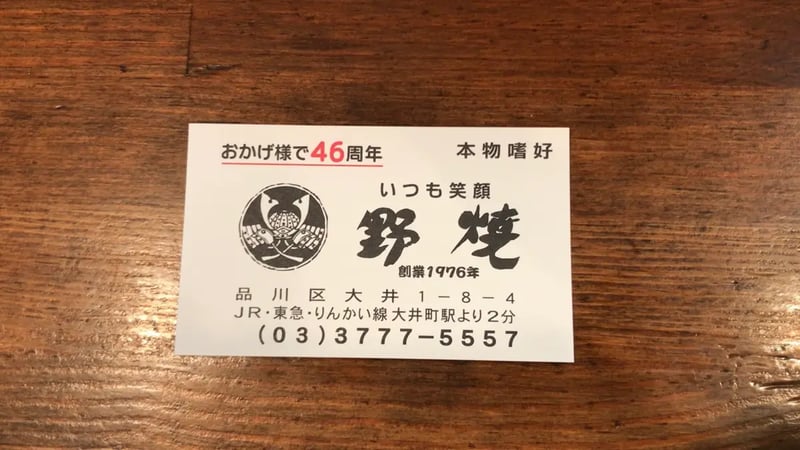 おかげ様で46周年
本物嗜好
いつも笑顔
野焼
創業1976年
品川区大井1-8-4
JR・東急・りんかい線大井町駅より2分
(03)3777-5557